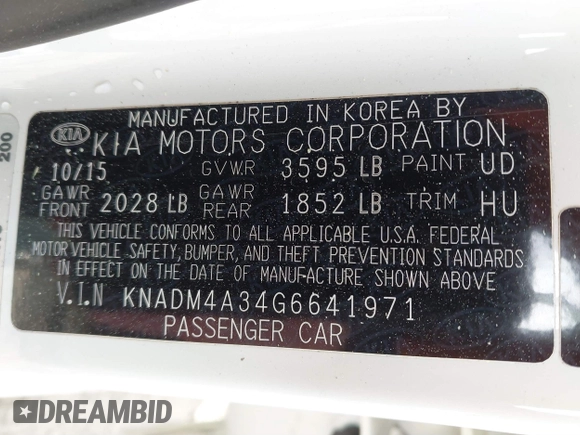 MANUFACTURED IN KOREA BY
KIA KIA MOTORS CORPORATION
10/15 GVWR 3595 LB PAINT UD
GAWR FRONT 2028 LB GAWR REAR 1852 LB TRIM HU
THIS VEHICLE CONFORMS TO ALL APPLICABLE U.S.A. FEDERAL
MOTOR VEHICLE SAFETY, BUMPER, AND THEFT PREVENTION STANDARDS
IN EFFECT ON THE DATE OF MANUFACTURE SHOWN ABOVE
V.I.N KNADM4A34G6641971
PASSENGER CAR
200
DREAMBID